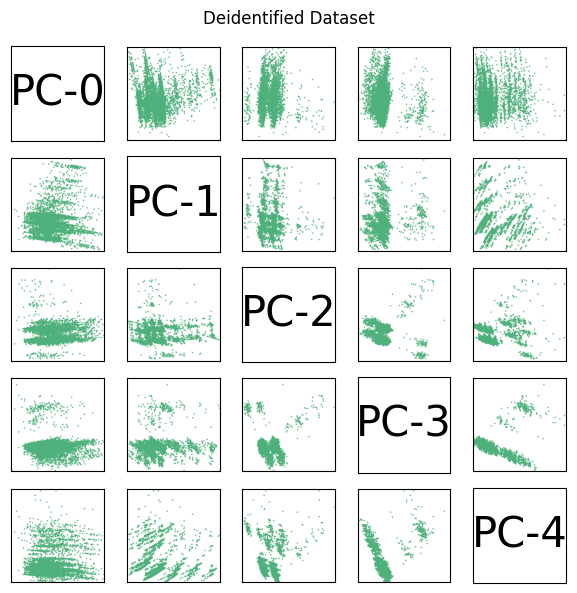 Deidentified Dataset
PC-0
PC-1
PC-2
PC-3
PC-4